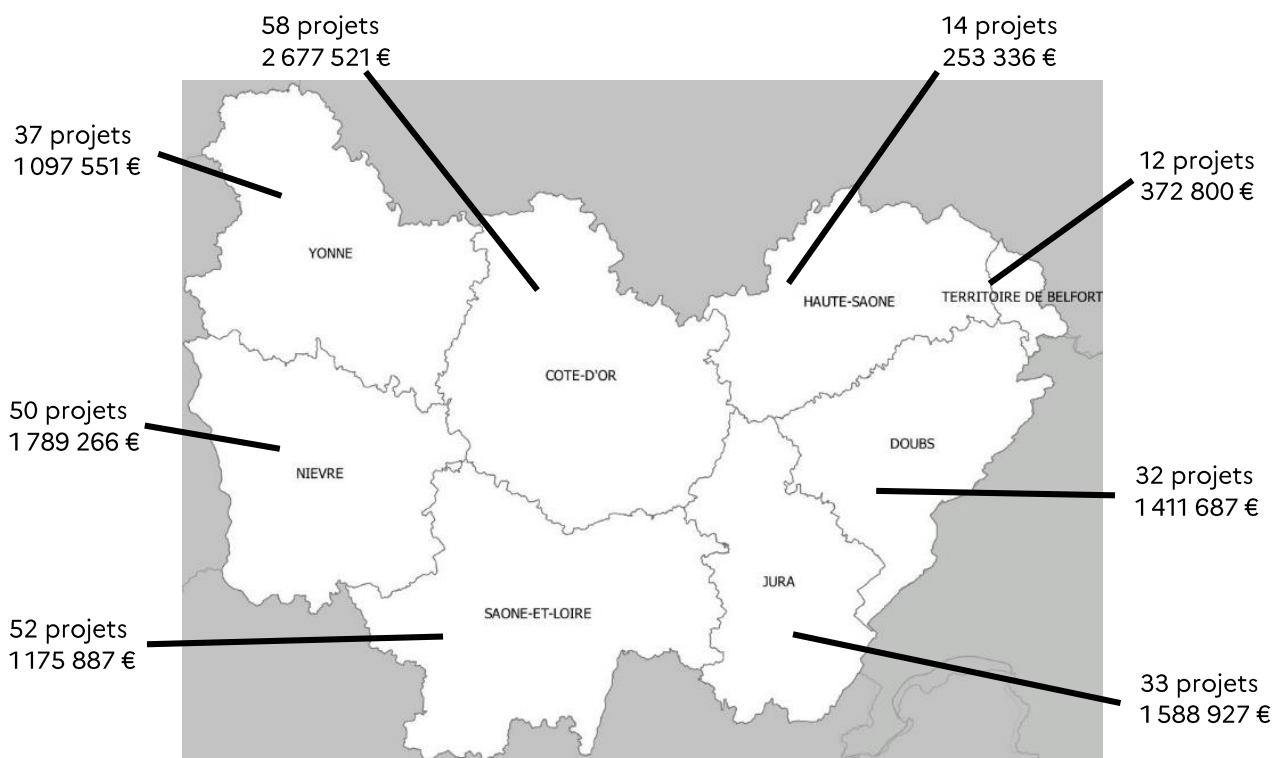 58 projets
2 677 521 €
14 projets
253 336 €
37 projets
1 097 551 €
12 projets
372 800 €
YONNE
HAUTE-SAONE
TERRITOIRE DE BELFORT
COTE-D'OR
50 projets
1 789 266 €
NIEVRE
DOUBS
32 projets
1 411 687 €
JURA
SAONE-ET-LOIRE
52 projets
1 175 887 €
33 projets
1 588 927 €